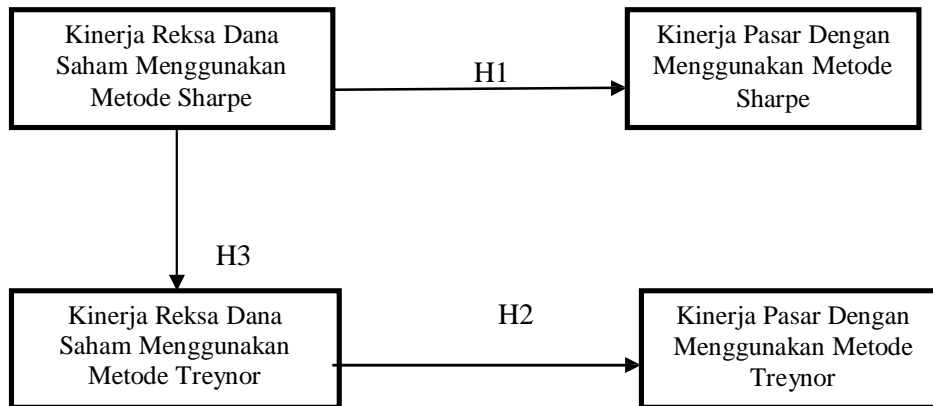 Kinerja Reksa Dana
Saham Menggunakan
Metode Sharpe
H1
Kinerja Pasar Dengan
Menggunakan Metode
Sharpe
H3
Kinerja Reksa Dana
Saham Menggunakan
Metode Treynor
H2
Kinerja Pasar Dengan
Menggunakan Metode
Treynor